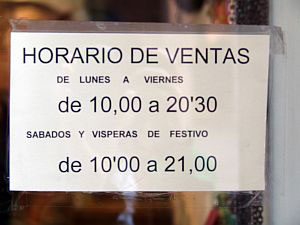 HORARIO DE VENTAS
DE LUNES A VIERNES
de 10,00 a 20'30
SABADOS Y VISPERAS DE FESTIVO
de 10'00 a 21,00